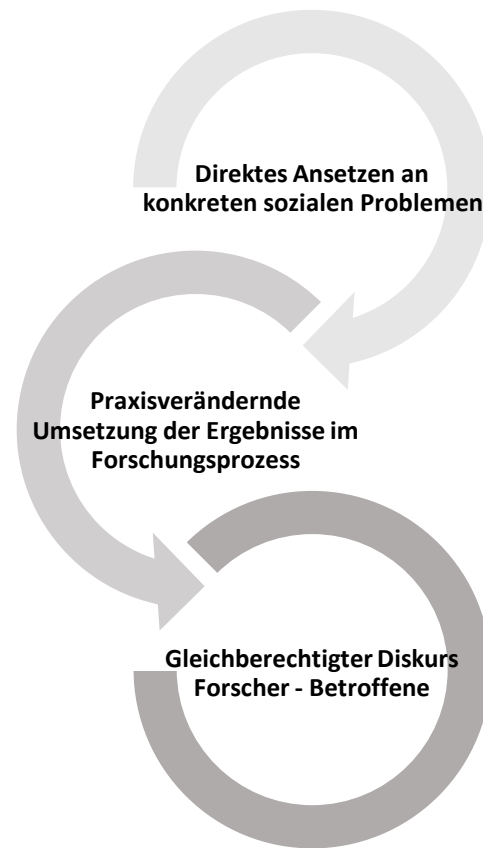 Direktes Ansetzen an
konkreten sozialen Problemen
Praxisverändernde
Umsetzung der Ergebnisse im
Forschungsprozess
Gleichberechtigter Diskurs
Forscher - Betroffene